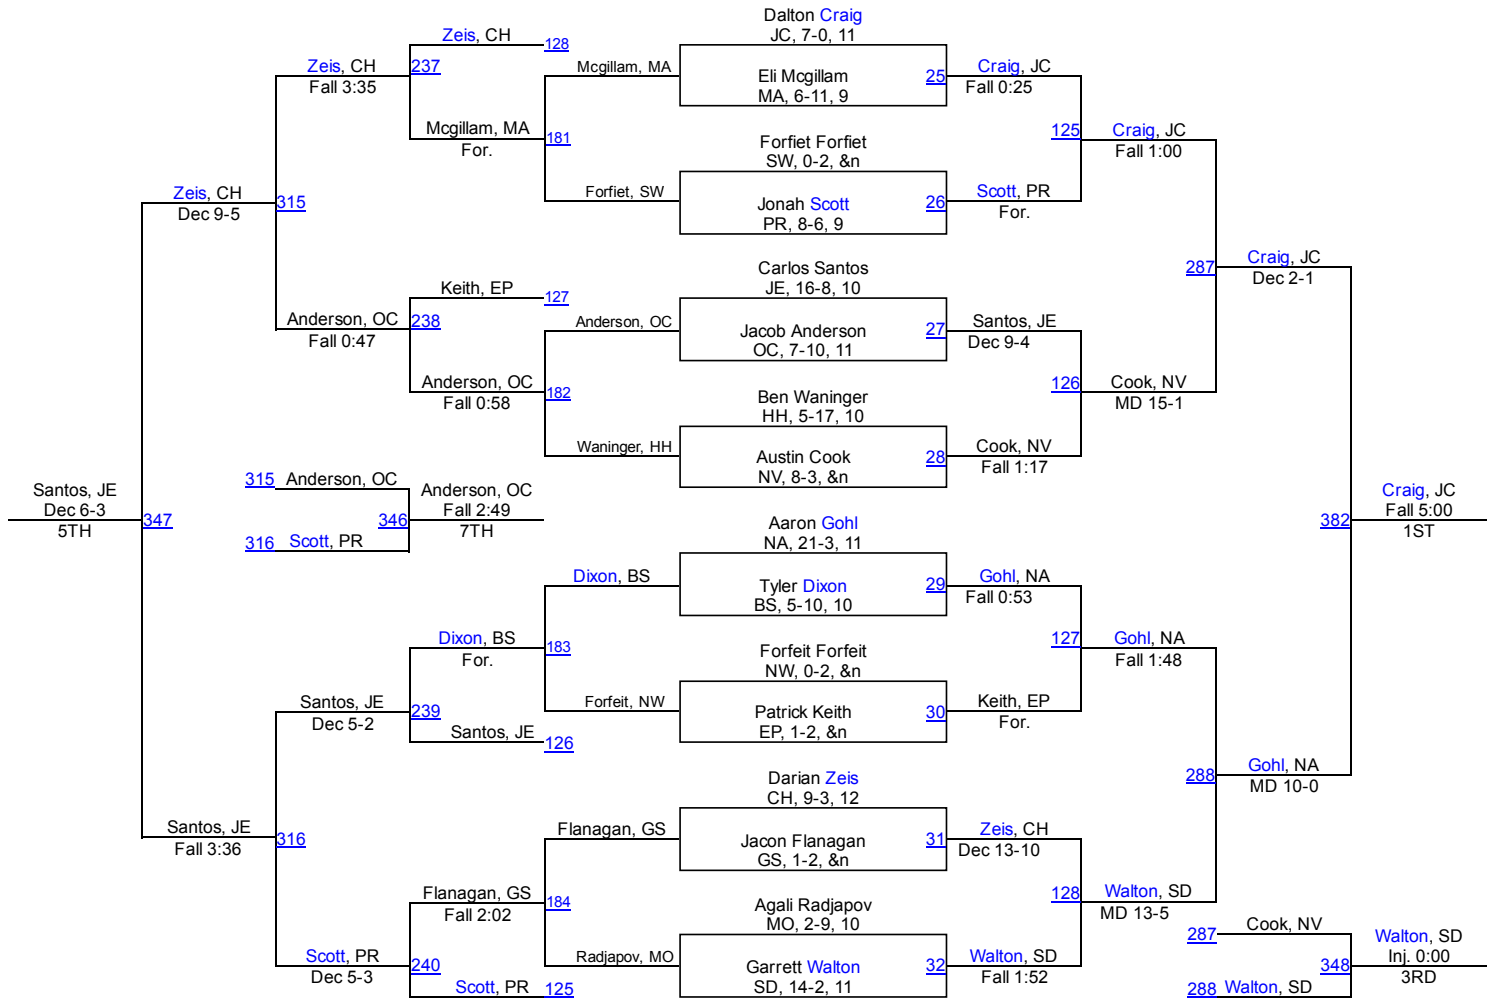 Dalton Craig
JC, 7-0, 11
Zeis, CH
128
Zeis, CH
Fall 3:35
237
Mcgillam, MA
Eli Mcgillam
MA, 6-11, 9
25
Craig, JC
Fall 0:25
Mcgillam, MA
For.
181
Forfiet Forfiet
SW, 0-2, &n
125
Craig, JC
Fall 1:00
Zeis, CH
Dec 9-5
315
Forfiet, SW
Jonah Scott
PR, 8-6, 9
26
Scott, PR
For.
Carlos Santos
JE, 16-8, 10
287
Craig, JC
Dec 2-1
Keith, EP
127
Anderson, OC
Fall 0:47
238
Anderson, OC
Jacob Anderson
OC, 7-10, 11
27
Santos, JE
Dec 9-4
Anderson, OC
Fall 0:58
182
Ben Waninger
HH, 5-17, 10
126
Cook, NV
MD 15-1
Waninger, HH
Austin Cook
NV, 8-3, &n
28
Cook, NV
Fall 1:17
Santos, JE
Dec 6-3
5TH
347
315
Anderson, OC
316
Scott, PR
346
Anderson, OC
Fall 2:49
7TH
382
Craig, JC
Fall 5:00
1ST
Aaron Gohl
NA, 21-3, 11
Dixon, BS
Tyler Dixon
BS, 5-10, 10
29
Gohl, NA
Fall 0:53
Dixon, BS
For.
183
Forfeit Forfeit
NW, 0-2, &n
127
Gohl, NA
Fall 1:48
Santos, JE
Dec 5-2
239
Forfeit, NW
Patrick Keith
EP, 1-2, &n
30
Keith, EP
For.
Santos, JE
126
Darian Zeis
CH, 9-3, 12
288
Gohl, NA
MD 10-0
Santos, JE
Fall 3:36
316
Flanagan, GS
Jacon Flanagan
GS, 1-2, &n
31
Zeis, CH
Dec 13-10
Flanagan, GS
Fall 2:02
184
Agali Radjapov
MO, 2-9, 10
128
Walton, SD
MD 13-5
Scott, PR
Dec 5-3
240
Radjapov, MO
Garrett Walton
SD, 14-2, 11
32
Walton, SD
Fall 1:52
Scott, PR
125
287
Cook, NV
288
Walton, SD
348
Walton, SD
Inj. 0:00
3RD